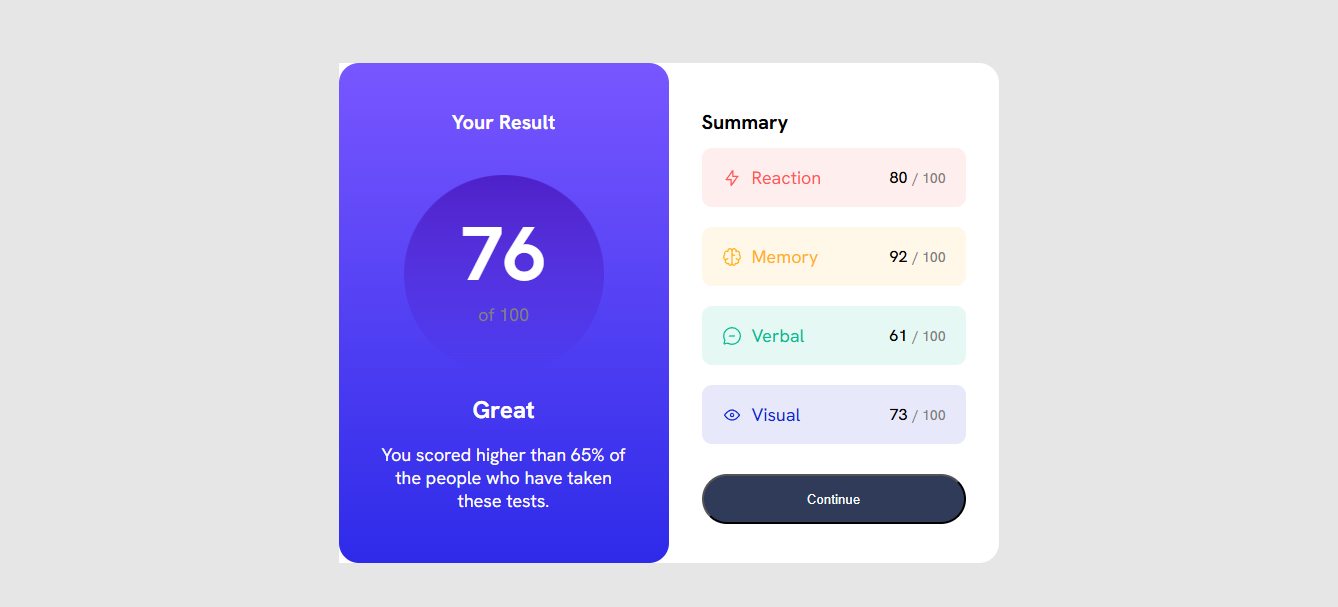 Your Result
76
of 100
Great
You scored higher than 65% of
the people who have taken
these tests.
Summary
Reaction 80 / 100
Memory 92 / 100
Verbal 61 / 100
Visual 73 / 100
Continue